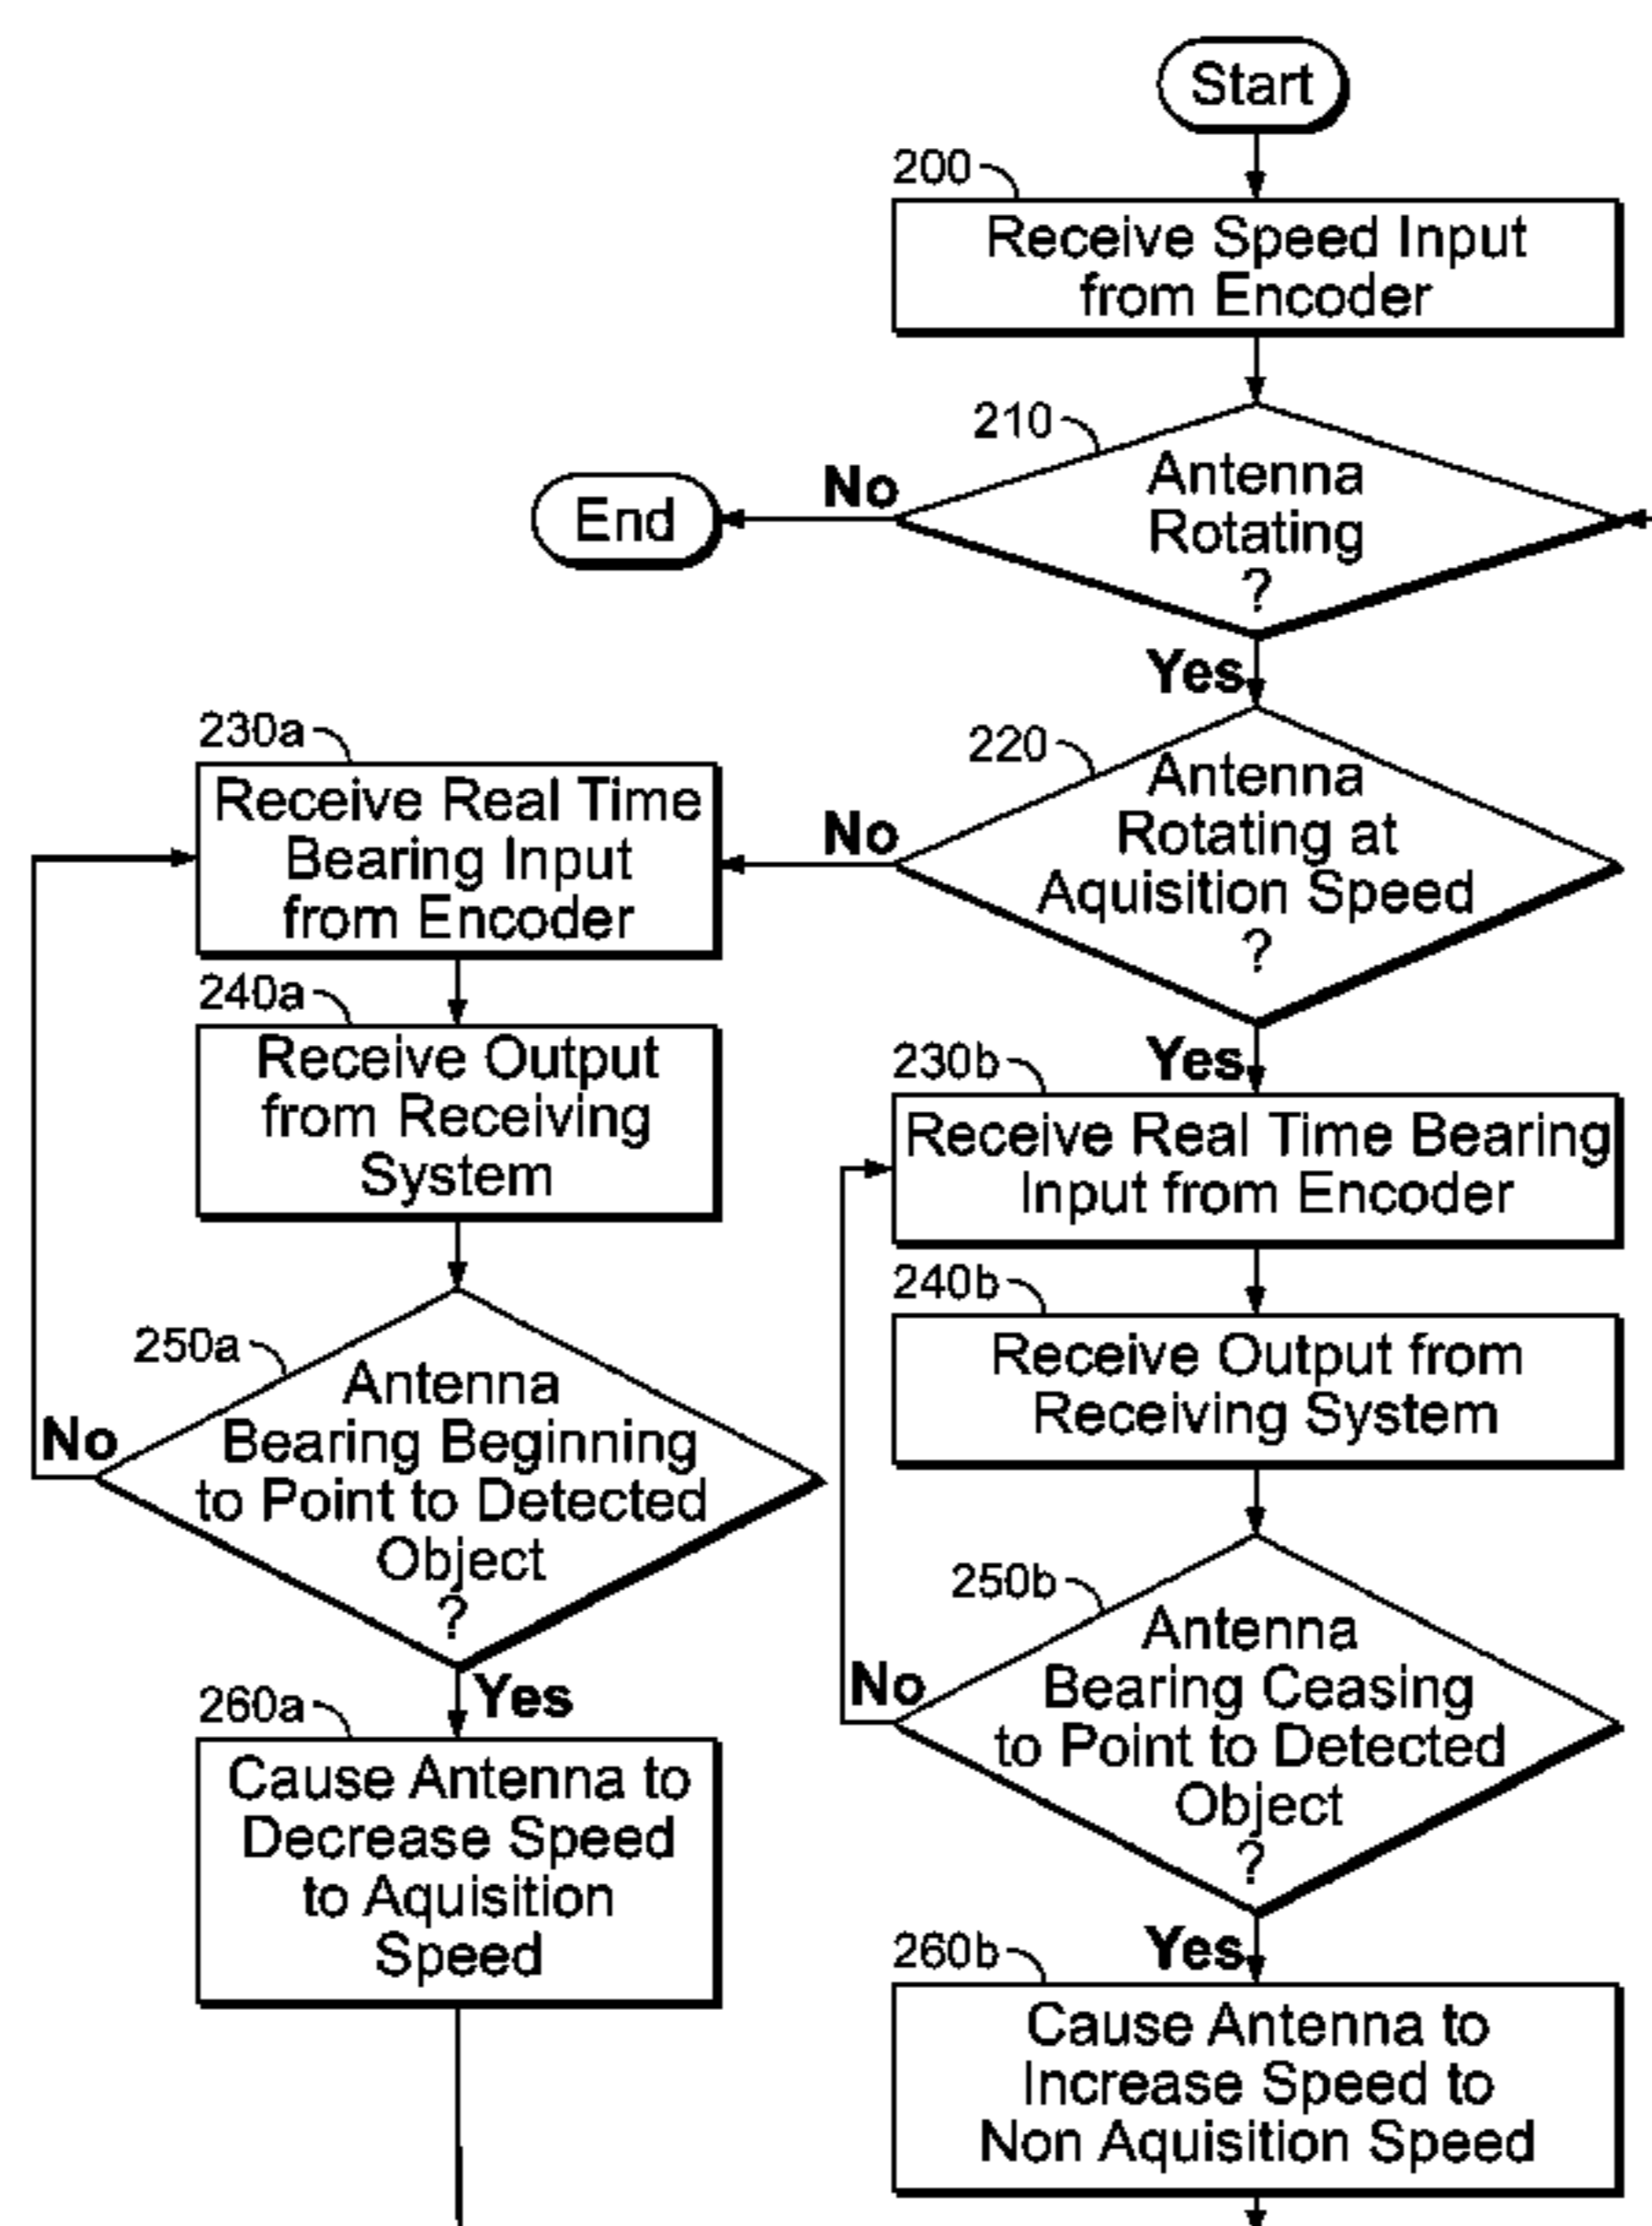 Start
200
Receive Speed Input
from Encoder
210
Antenna
Rotating
?
No
End
Yes
220
Antenna
Rotating at
Aquisition Speed
?
No
Yes
230a
Receive Real Time
Bearing Input
from Encoder
240a
Receive Output
from Receiving
System
250a
Antenna
Bearing Beginning
to Point to Detected
Object
?
No
Yes
260a
Cause Antenna to
Decrease Speed
to Aquisition
Speed
230b
Receive Real Time Bearing
Input from Encoder
240b
Receive Output from
Receiving System
250b
Antenna
Bearing Ceasing
to Point to Detected
Object
?
No
Yes
260b
Cause Antenna to
Increase Speed to
Non Aquisition Speed